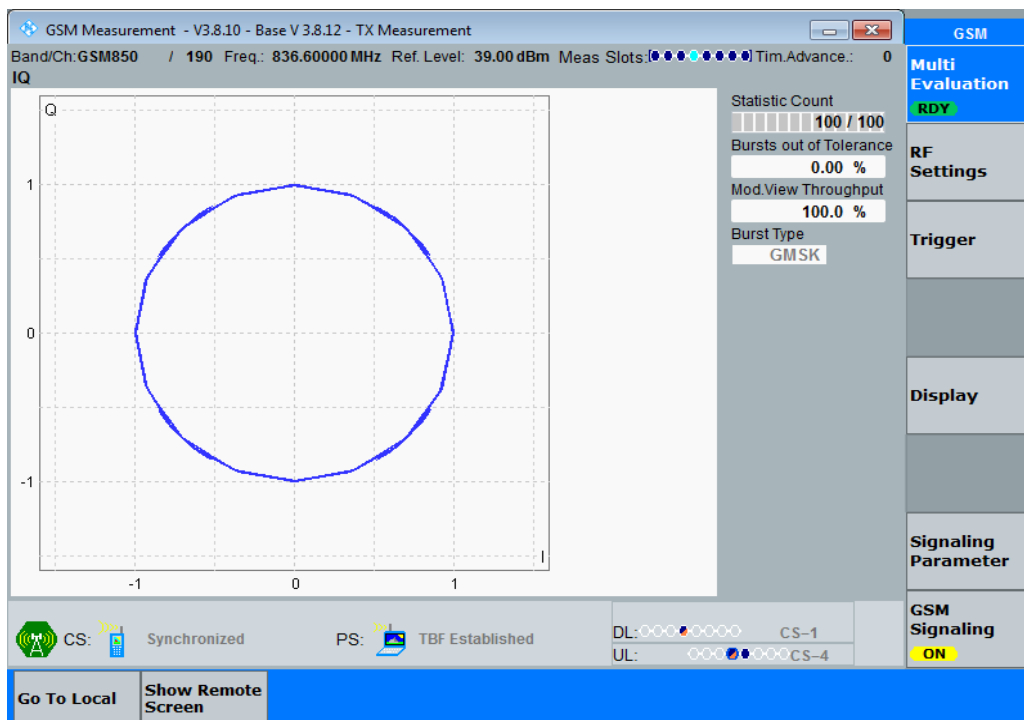 GSM Measurement - V3.8.10 - Base V 3.8.12 - TX Measurement
GSM
Band/Ch:GSM850 / 190 Freq.: 836.60000 MHz Ref. Level: 39.00 dBm Meas Slots: Tim.Advance.: 0
IQ
Q
1
0
-1
-1
0
1
I
Statistic Count
100 / 100
Bursts out of Tolerance
0.00 %
Mod.View Throughput
100.0 %
Burst Type
GMSK
Multi
Evaluation
RDY
RF
Settings
Trigger
Display
Signaling
Parameter
GSM
Signaling
ON
CS: Synchronized
PS: TBF Established
DL: CS-1
UL: CS-4
Go To Local
Show Remote
Screen